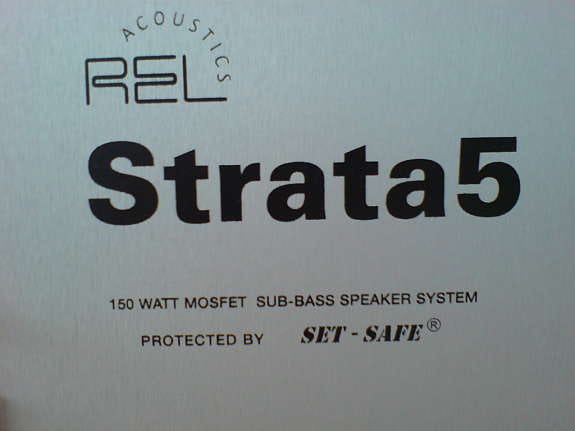 ACOUSTICS
REL
Strata5
150 WATT MOSFET SUB-BASS SPEAKER SYSTEM
PROTECTED BY SET-SAFE®